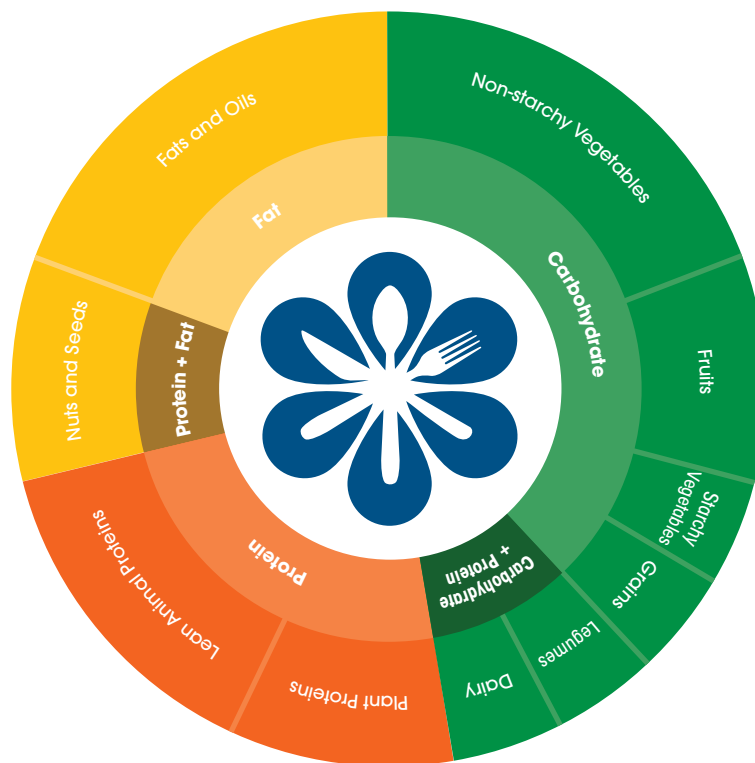 Non-starchy Vegetables
Fruits
Starchy
Vegetables
Grains
Legumes
Dairy
Plant Proteins
Lean Animal Proteins
Nuts and Seeds
Fats and Oils
Carbohydrate
Carbohydrate
+ Protein
Protein
Protein + Fat
Fat